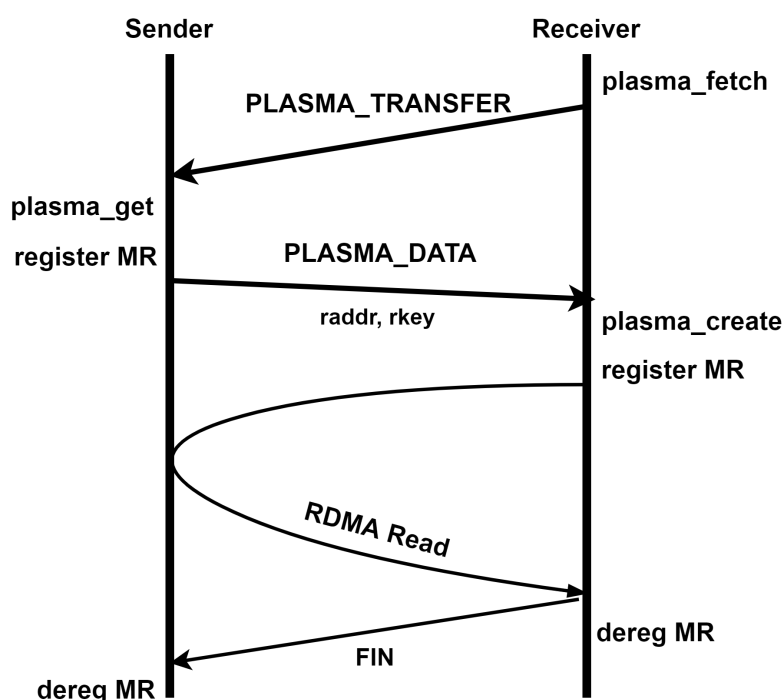 Sender
Receiver
plasma_fetch
PLASMA_TRANSFER
plasma_get
register MR
PLASMA_DATA
raddr, rkey
plasma_create
register MR
RDMA Read
dereg MR
FIN
dereg MR